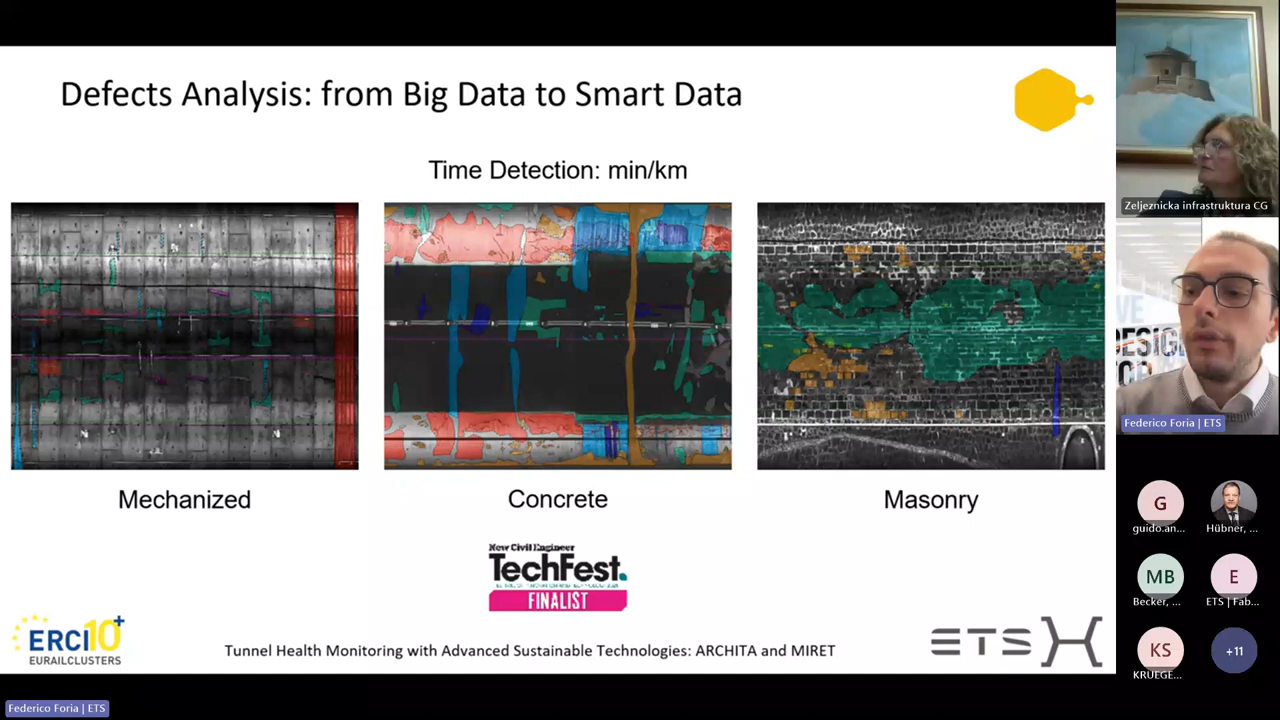 Defects Analysis: from Big Data to Smart Data
Time Detection: min/km
Mechanized
Concrete
Masonry
New Civil Engineer
TechFest.
FINALIST
ERCI10+
EURAILCLUSTERS
Tunnel Health Monitoring with Advanced Sustainable Technologies: ARCHITA and MIRET
ETS
Federico Foria | ETS
Zeljeznicka infrastruktura CG
DESIG
Federico Foria | ETS
G
guido.an...
Hübner, ...
MB
Becker, ...
E
ETS | Fab...
KS
KRUEGE...
+11